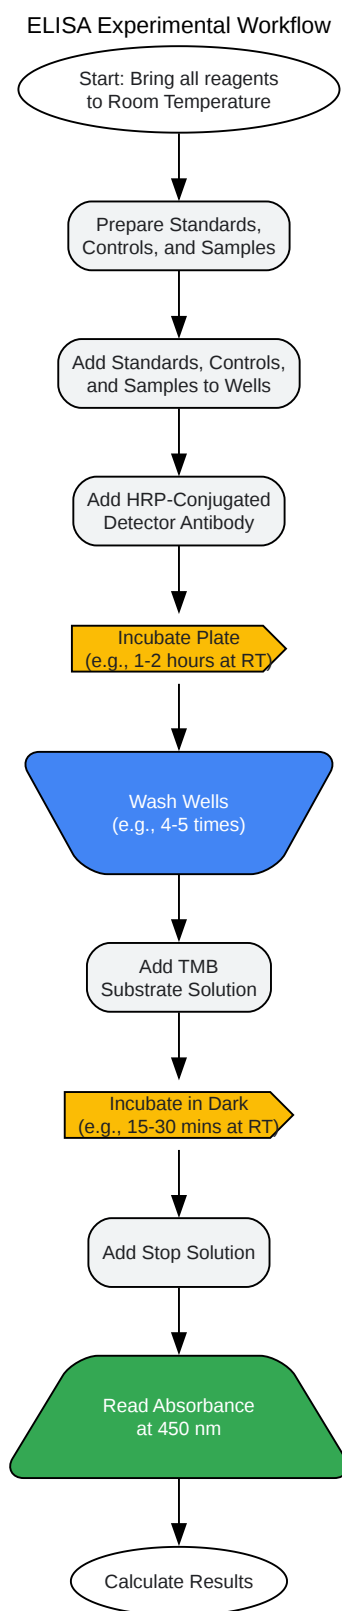 ELISA Experimental Workflow
Start: Bring all reagents
to Room Temperature
Prepare Standards,
Controls, and Samples
Add Standards, Controls,
and Samples to Wells
Add HRP-Conjugated
Detector Antibody
Incubate Plate
(e.g., 1-2 hours at RT)
Wash Wells
(e.g., 4-5 times)
Add TMB
Substrate Solution
Incubate in Dark
(e.g., 15-30 mins at RT)
Add Stop Solution
Read Absorbance
at 450 nm
Calculate Results